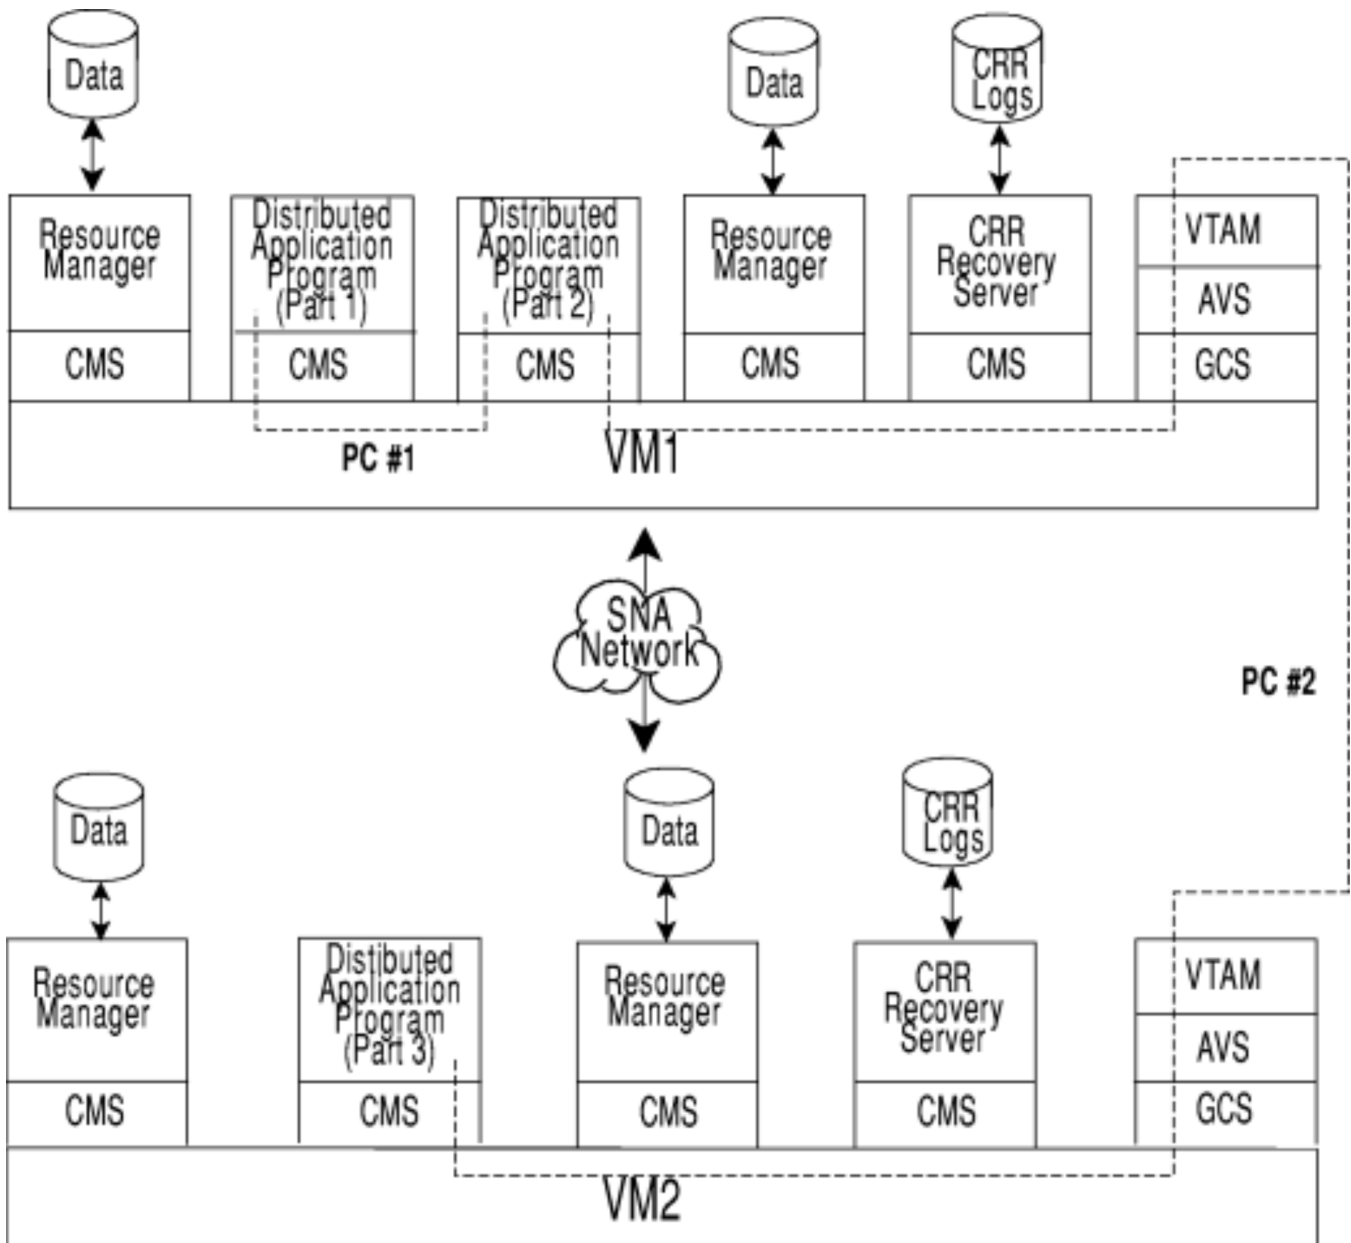 Data
Data
CRR
Logs
Resource
Manager
CMS
Distributed
Application
Program
(Part 1)
CMS
Distributed
Application
Program
(Part 2)
CMS
Resource
Manager
CMS
CRR
Recovery
Server
CMS
VTAM
AVS
GCS
PC #1
VM1
SNA
Network
PC #2
Data
Data
CRR
Logs
Resource
Manager
CMS
Distibuted
Application
Program
(Part 3)
CMS
Resource
Manager
CMS
CRR
Recovery
Server
CMS
VTAM
AVS
GCS
VM2